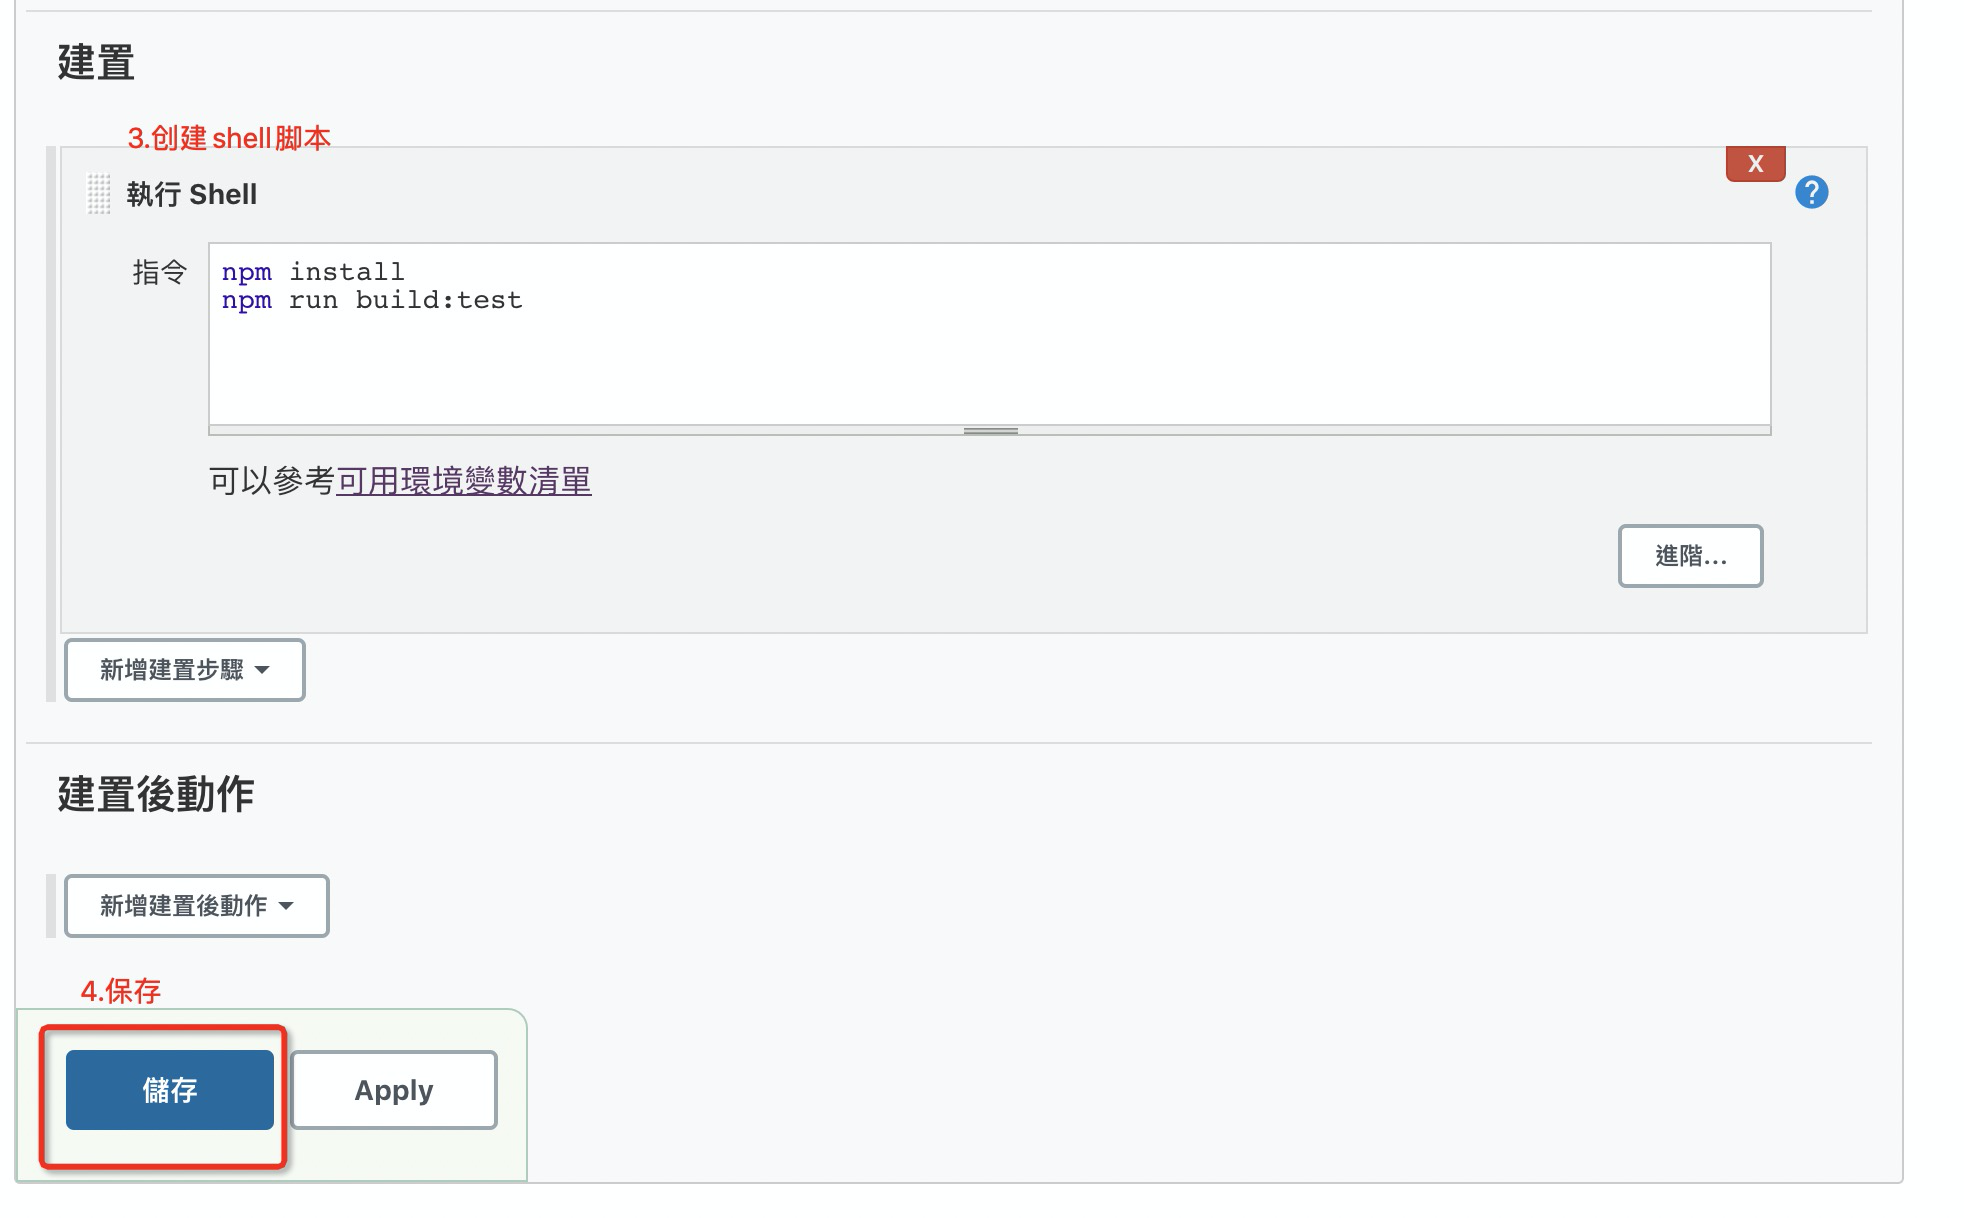 建置
3.创建shell脚本
X
執行 Shell
?
指令
npm install
npm run build:test
可以參考可用環境變數清單
進階...
新增建置步驟
建置後動作
新增建置後動作
4.保存
儲存
Apply